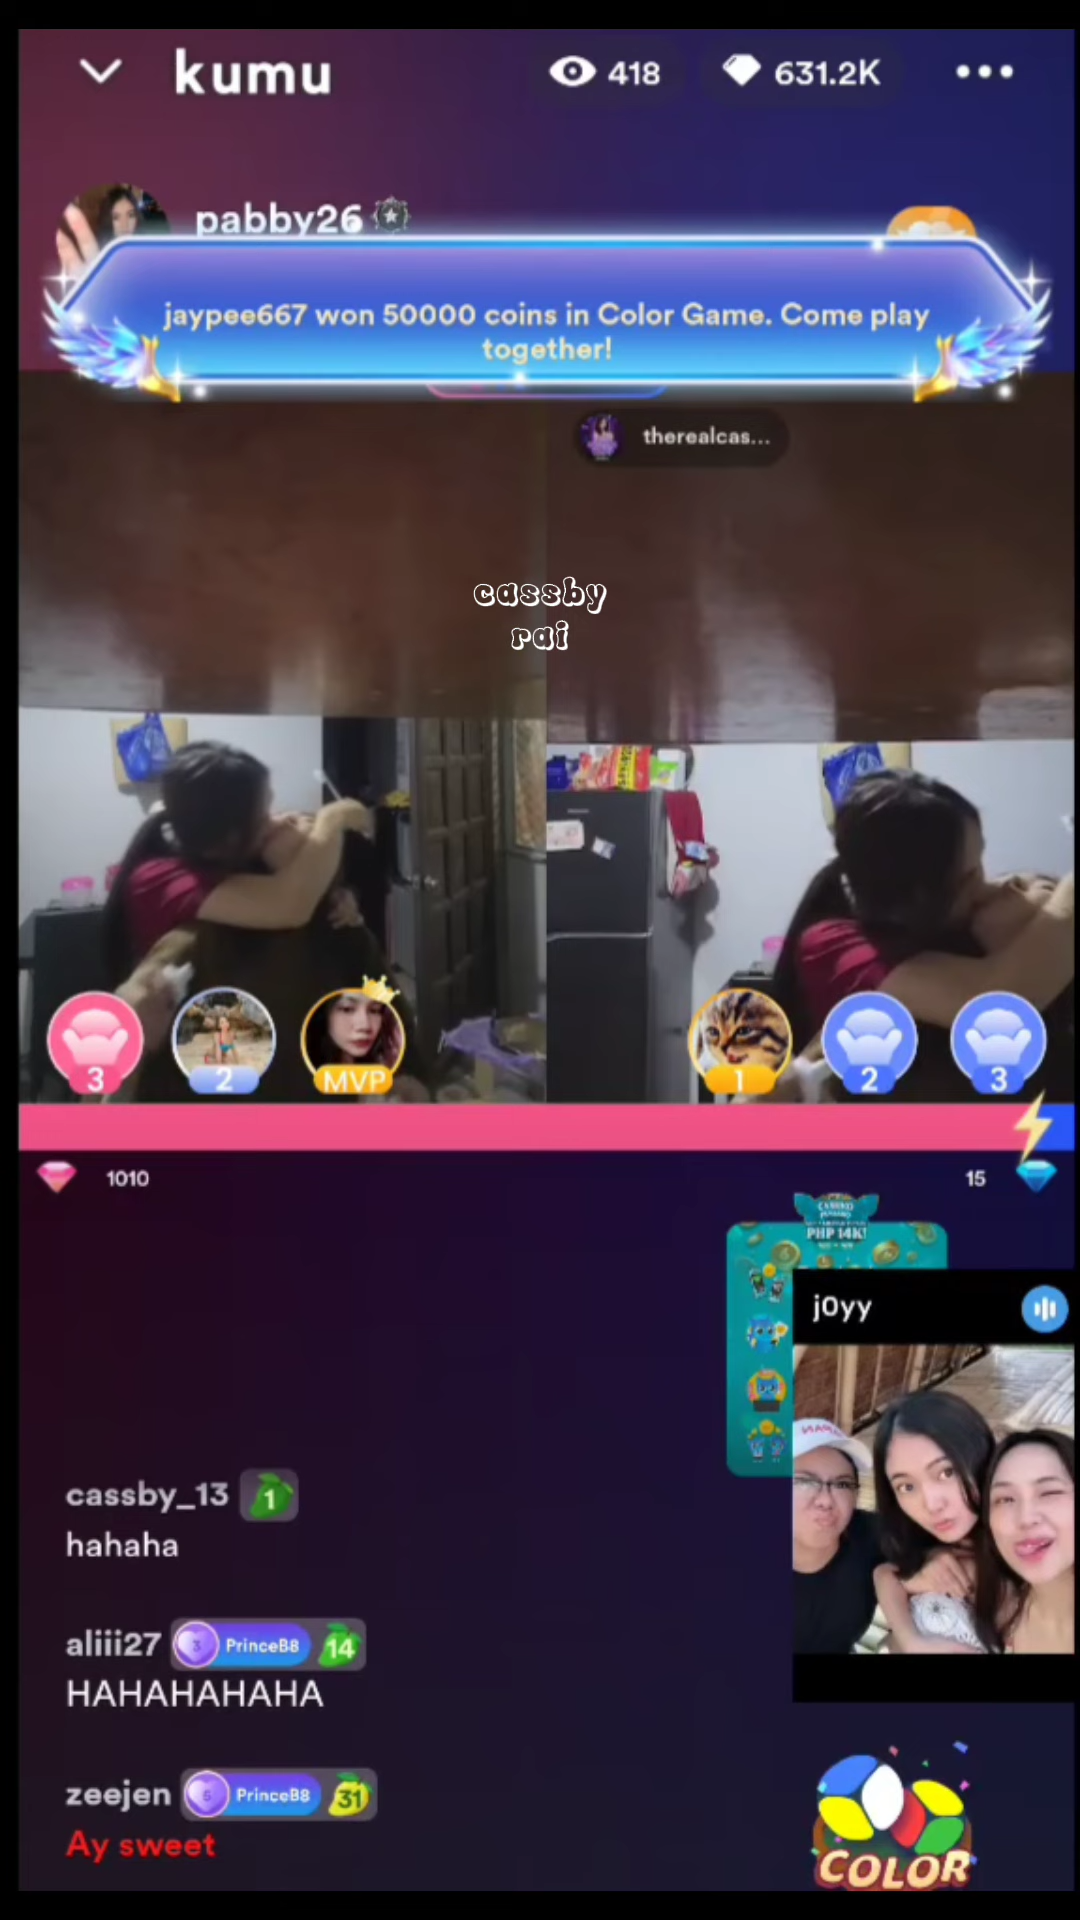 kumu
418
631.2K
pabby26
jaypee667 won 50000 coins in Color Game. Come play
together!
therealcas...
cassby
rai
3
2
MVP
1
2
3
1010
15
PHP 14K!
j0yy
cassby_13 1
hahaha
aliii27 3 PrinceB8 14
HAHAHAHAHA
zeejen 5 PrinceB8 31
Ay sweet
COLOR